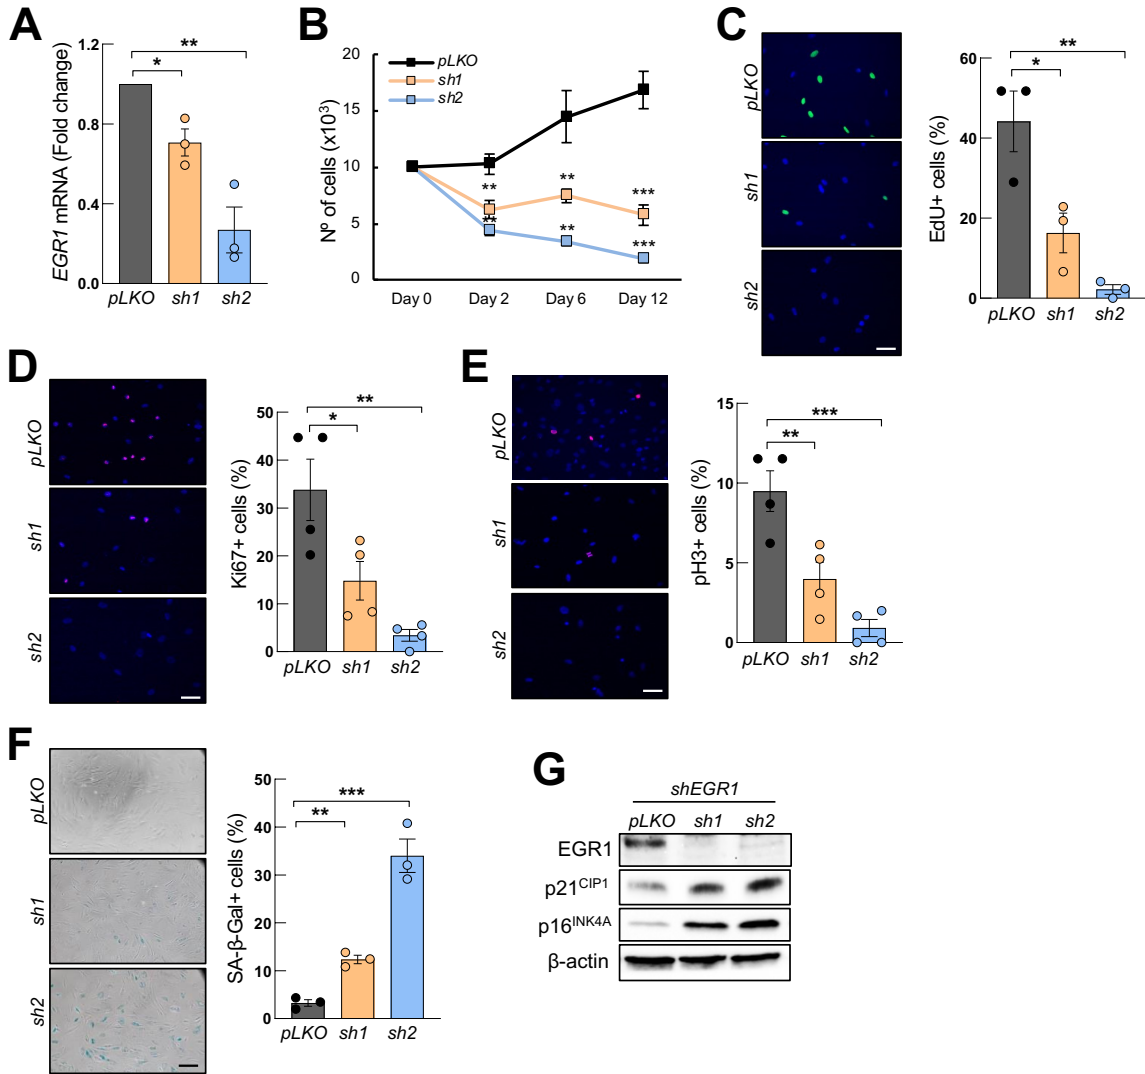 A
EGR1 mRNA (Fold change)
1.2
0.8
0.4
0.0
**
*
pLKO sh1 sh2
B
Nº of cells (x10³)
20
15
10
5
0
pLKO
sh1
sh2
** ** ***
** ** ***
Day 0 Day 2 Day 6 Day 12
C
pLKO
sh1
sh2
EdU+ cells (%)
60
40
20
0
**
*
pLKO sh1 sh2
D
pLKO
sh1
sh2
Ki67+ cells (%)
50
40
30
20
10
0
**
*
pLKO sh1 sh2
E
pLKO
sh1
sh2
pH3+ cells (%)
15
10
5
0
***
**
pLKO sh1 sh2
F
pLKO
sh1
sh2
SA-β-Gal+ cells (%)
50
40
30
20
10
0
***
**
pLKO sh1 sh2
G
shEGR1
pLKO sh1 sh2
EGR1
p21CIP1
p16INK4A
β-actin